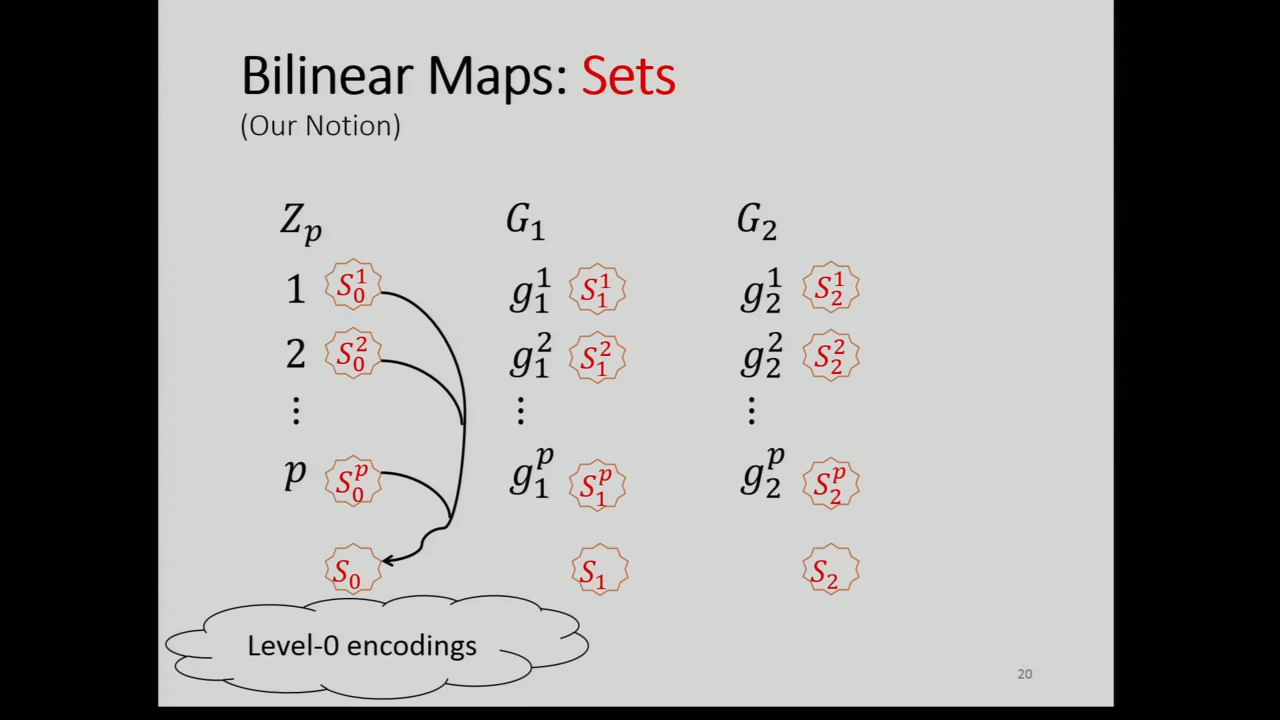 Bilinear Maps: Sets
(Our Notion)
Z_p G_1 G_2
1 S_0^1 g_1^1 S_1^1 g_2^1 S_2^1
2 S_0^2 g_1^2 S_1^2 g_2^2 S_2^2
⋮ ⋮ ⋮
p S_0^p g_1^p S_1^p g_2^p S_2^p
S_0 S_1 S_2
Level-0 encodings
20